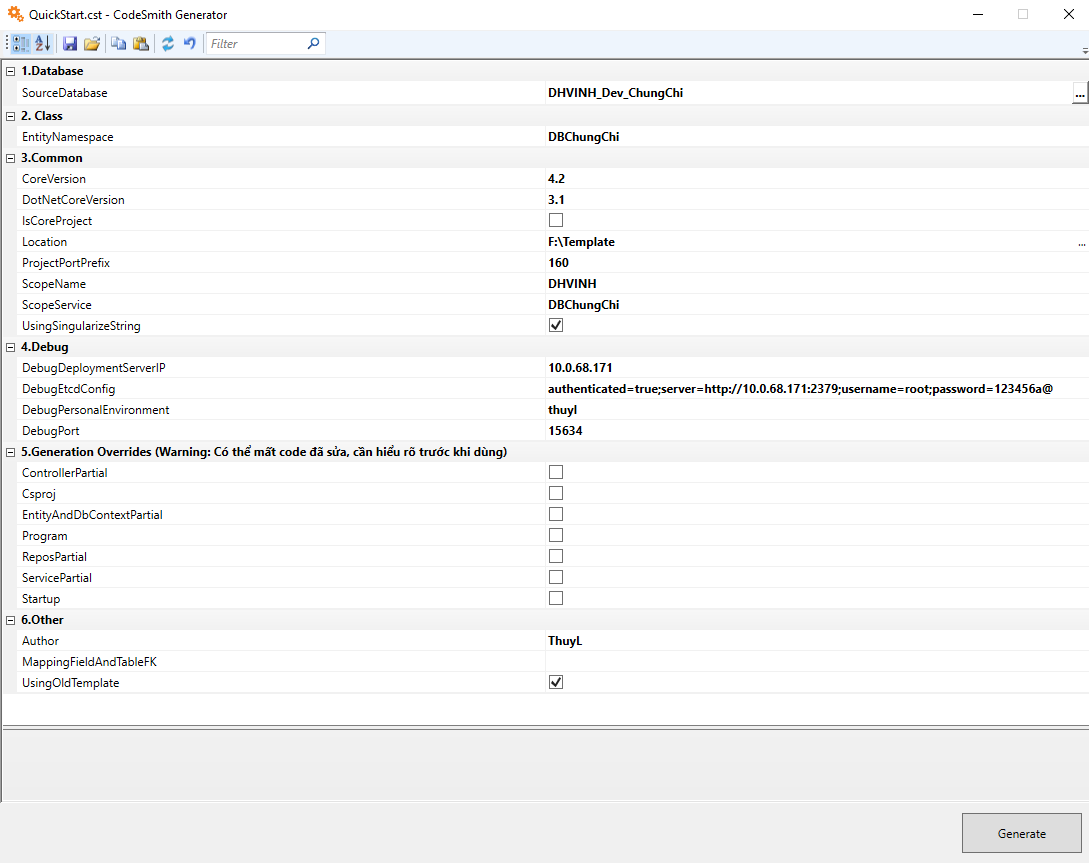 QuickStart.cst - CodeSmith Generator
Filter
1.Database
SourceDatabase DHVINH_Dev_ChungChi ...
2. Class
EntityNamespace DBChungChi
3.Common
CoreVersion 4.2
DotNetCoreVersion 3.1
IsCoreProject
Location F:\Template ...
ProjectPortPrefix 160
ScopeName DHVINH
ScopeService DBChungChi
UsingSingularizeString
4.Debug
DebugDeploymentServerIP 10.0.68.171
DebugEtcdConfig authenticated=true;server=http://10.0.68.171:2379;username=root;password=123456a@
DebugPersonalEnvironment thuyl
DebugPort 15634
5.Generation Overrides (Warning: Có thể mất code đã sửa, cần hiểu rõ trước khi dùng)
ControllerPartial
Csproj
EntityAndDbContextPartial
Program
ReposPartial
ServicePartial
Startup
6.Other
Author ThuyL
MappingFieldAndTableFK
UsingOldTemplate
Generate